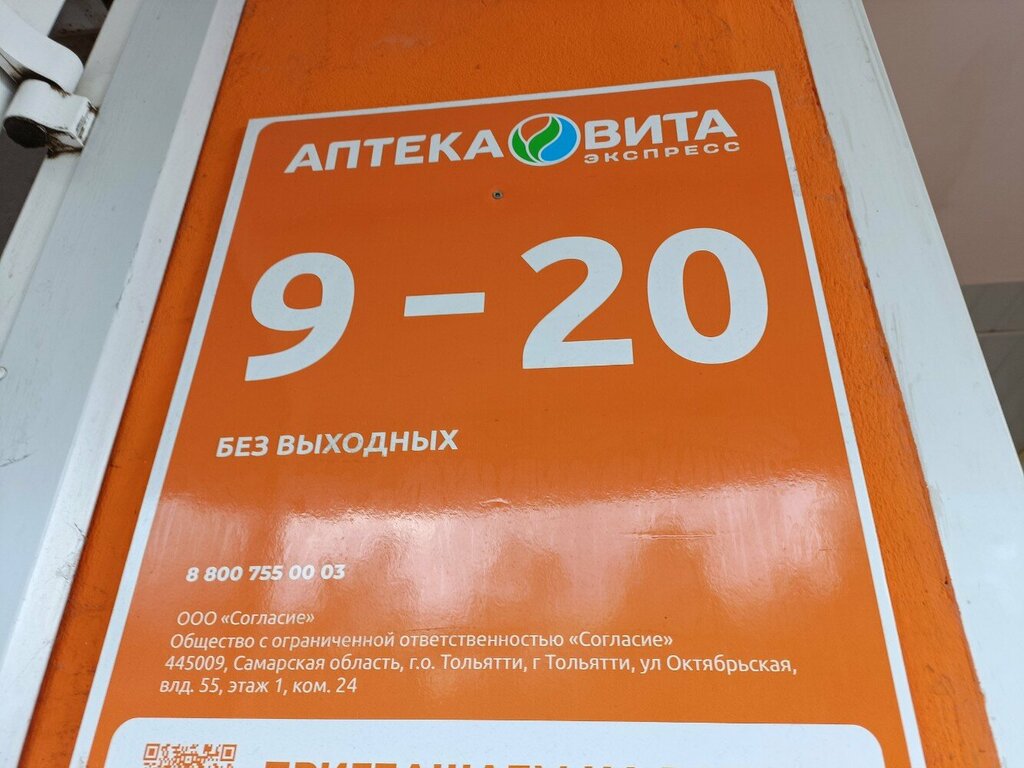 АПТЕКА ВИТА
ЭКСПРЕСС
9 – 20
БЕЗ ВЫХОДНЫХ
8 800 755 00 03
ООО «Согласие»
Общество с ограниченной ответственностью «Согласие»
445009, Самарская область, г.о. Тольятти, г Тольятти, ул Октябрьская,
влд. 55, этаж 1, ком. 24